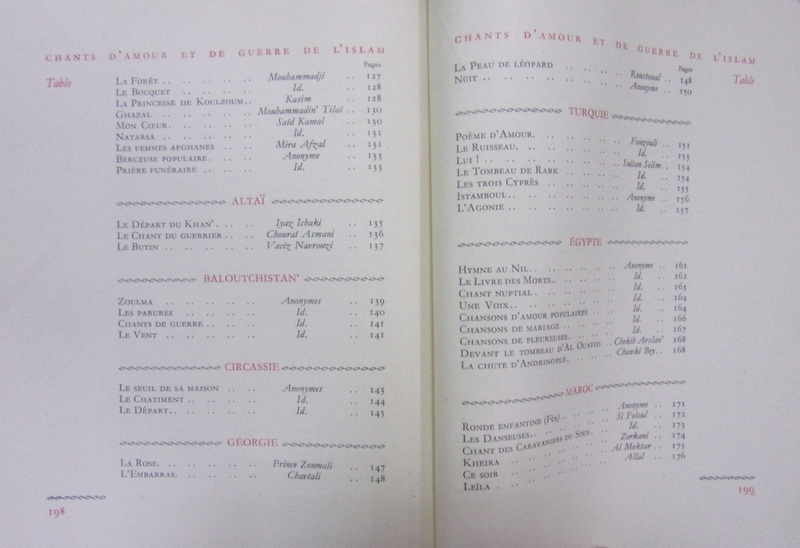 CHANTS D'AMOUR ET DE GUERRE DE L'ISLAM
Table
Pages
LA FORÊT .. .. .. .. .. Mouhammadji .. 127
LE BOUQUET .. .. .. .. Id. .. 128
LA PRINCESSE DE KOULZOUM.. Kasim .. 128
GHAZAL .. .. .. .. .. Mouhammadin' Tilaï .. 130
MON CŒUR. .. .. .. .. Saïd Kamal .. 130
NATARSA .. .. .. .. .. Id. .. 131
LES FEMMES AFGHANES .. .. Mira Afzal .. 131
BERCEUSE POPULAIRE. .. .. Anonyme .. 133
PRIÈRE FUNÉRAIRE .. .. .. Id. .. 133
ALTAÏ
LE DÉPART DU KHAN'. .. .. Iyaz Ichaki .. 135
LE CHANT DU GUERRIER .. .. Chouraï Asmani .. 136
LE BUTIN .. .. .. .. .. Vaciz Navrouzi .. 137
BALOUTCHISTAN'
ZOULMA .. .. .. .. .. Anonymes .. 139
LES PARURES .. .. .. .. Id. .. 140
CHANTS DE GUERRE .. .. .. Id. .. 141
LE VENT .. .. .. .. .. Id. .. 141
CIRCASSIE
LE SEUIL DE SA MAISON .. .. Anonymes .. 143
LE CHATIMENT .. .. .. .. Id. .. 144
LE DÉPART.. .. .. .. .. Id. .. 145
GÉORGIE
LA ROSE. .. .. .. .. .. Prince Zoumali .. 147
L'EMBARRAS. .. .. .. .. Chavtali .. 148
198
CHANTS D'AMOUR ET DE GUERRE DE L'ISLAM
Pages
Table
LA PEAU DE LÉOPARD .. .. .. Roustoual .. 148
NUIT .. .. .. .. .. .. Anonyme .. 150
TURQUIE
POÈME D'AMOUR. .. .. .. .. Fouzouli .. 151
LE RUISSEAU. .. .. .. .. Id. .. 153
LUI ! .. .. .. .. .. .. Sultan Selim .. 154
LE TOMBEAU DE RABK .. .. .. Id. .. 154
LES TROIS CYPRÈS .. .. .. .. Id. .. 155
ISTAMBOUL .. .. .. .. .. Anonyme .. 156
L'AGONIE .. .. .. .. .. Id. .. 157
ÉGYPTE
HYMNE AU NIL.. .. .. .. .. Anonyme .. 161
LE LIVRE DES MORTS.. .. .. Id. .. 162
CHANT NUPTIAL .. .. .. .. Id. .. 163
UNE VOIX.. .. .. .. .. .. Id. .. 164
CHANSONS D'AMOUR POPULAIRES .. Id. .. 164
CHANSONS DE MARIAGE .. .. .. Id. .. 166
CHANSONS DE PLEUREUSES. .. .. Id. .. 167
DEVANT LE TOMBEAU D'AL OUAFID .. Chekib Arslan' 168
LA CHUTE D'ANDRINOPLE. .. .. Chawki Bey.. .. 168
MAROC
RONDE ENFANTINE (FÈS) .. .. .. Anonyme .. 171
LES DANSEUSES.. .. .. .. Si Feloul .. 172
CHANT DES CARAVANIERS DU SOUS. Id. .. 173
KHEIRA .. .. .. .. .. Zerkani .. 174
CE SOIR .. .. .. .. .. Al Moktar .. 175
LEÏLA . .. .. .. .. .. Allal .. 176
199